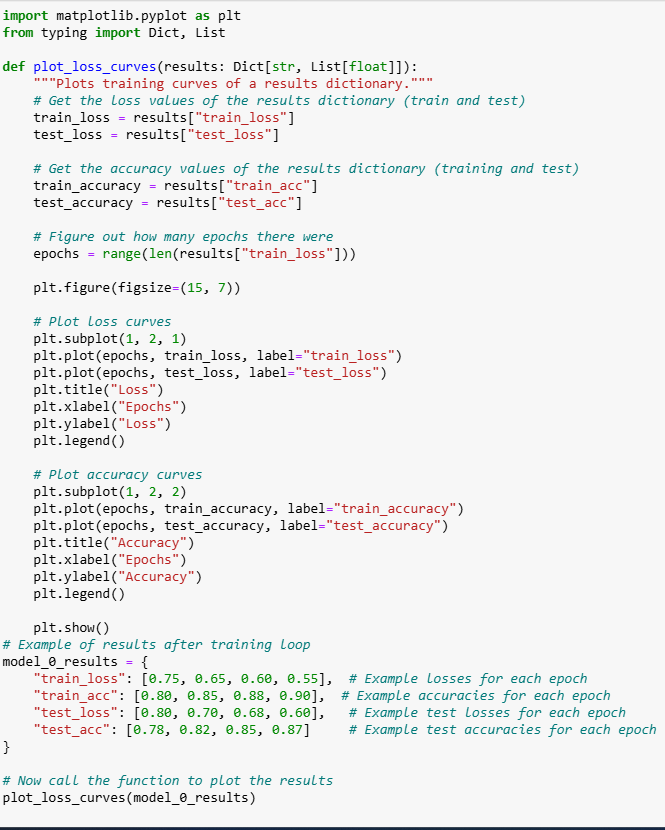 import matplotlib.pyplot as plt
from typing import Dict, List

def plot_loss_curves(results: Dict[str, List[float]]):
    """Plots training curves of a results dictionary."""
    # Get the loss values of the results dictionary (train and test)
    train_loss = results["train_loss"]
    test_loss = results["test_loss"]

    # Get the accuracy values of the results dictionary (training and test)
    train_accuracy = results["train_acc"]
    test_accuracy = results["test_acc"]

    # Figure out how many epochs there were
    epochs = range(len(results["train_loss"]))

    plt.figure(figsize=(15, 7))

    # Plot loss curves
    plt.subplot(1, 2, 1)
    plt.plot(epochs, train_loss, label="train_loss")
    plt.plot(epochs, test_loss, label="test_loss")
    plt.title("Loss")
    plt.xlabel("Epochs")
    plt.ylabel("Loss")
    plt.legend()

    # Plot accuracy curves
    plt.subplot(1, 2, 2)
    plt.plot(epochs, train_accuracy, label="train_accuracy")
    plt.plot(epochs, test_accuracy, label="test_accuracy")
    plt.title("Accuracy")
    plt.xlabel("Epochs")
    plt.ylabel("Accuracy")
    plt.legend()

    plt.show()
# Example of results after training loop
model_0_results = {
    "train_loss": [0.75, 0.65, 0.60, 0.55],  # Example losses for each epoch
    "train_acc": [0.80, 0.85, 0.88, 0.90],  # Example accuracies for each epoch
    "test_loss": [0.80, 0.70, 0.68, 0.60],   # Example test losses for each epoch
    "test_acc": [0.78, 0.82, 0.85, 0.87]     # Example test accuracies for each epoch
}

# Now call the function to plot the results
plot_loss_curves(model_0_results)